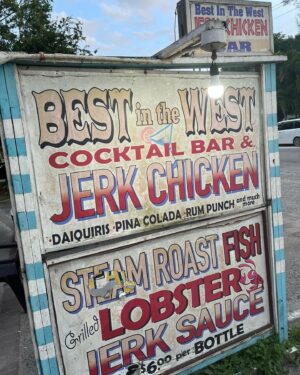 Best In The West
JERK CHICKEN
BAR
BEST in the WEST
COCKTAIL BAR &
JERK CHICKEN
and much more
DAIQUIRIS · PINA COLADA · RUM PUNCH
STEAM ROAST FISH
Grilled LOBSTER
JERK SAUCE
$6.00 per BOTTLE